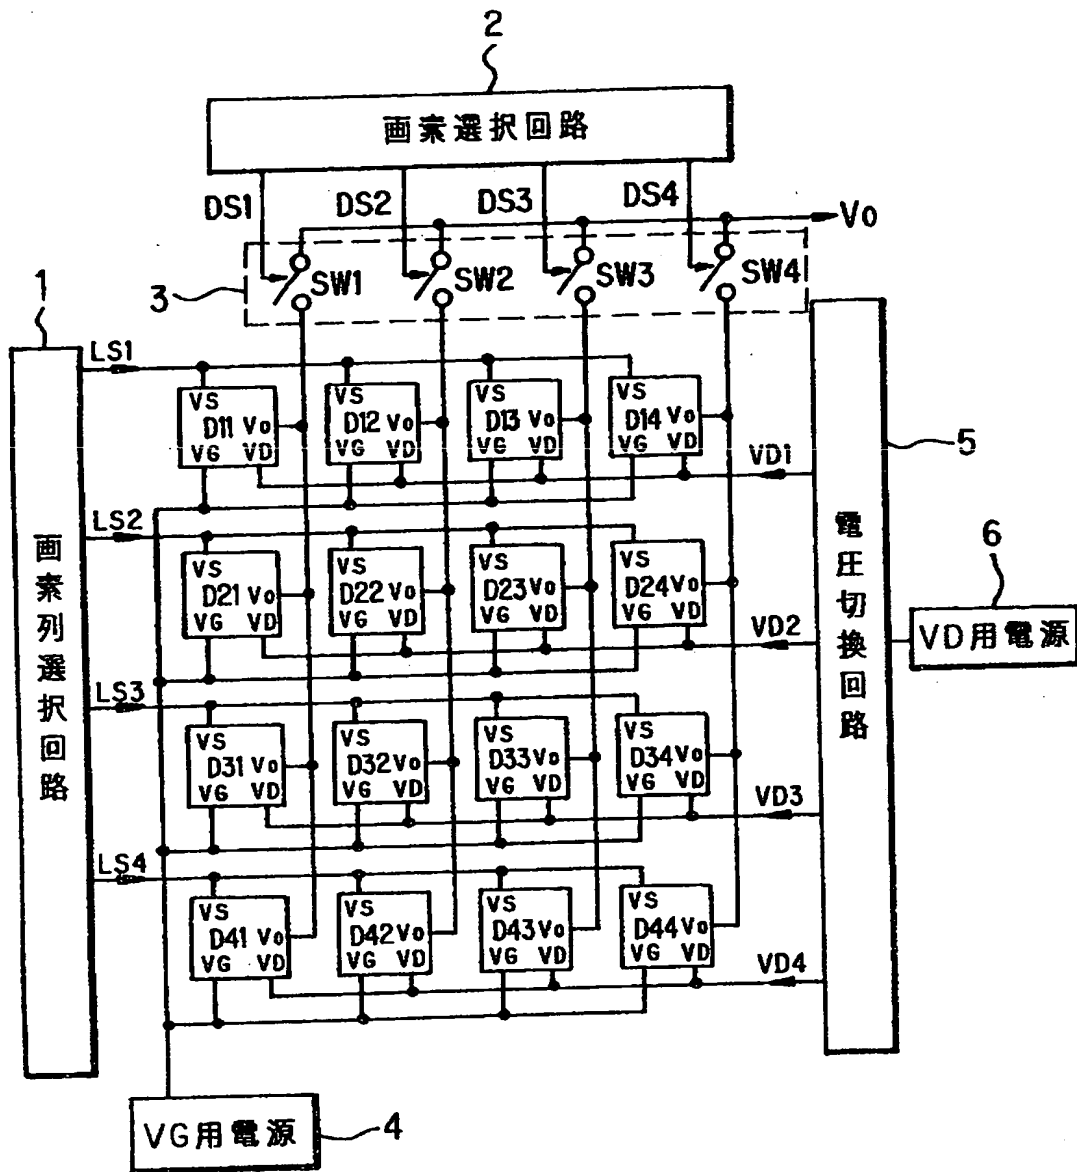 2
画素選択回路
DS1 DS2 DS3 DS4
Vo
SW1 SW2 SW3 SW4
3
1
画素列選択回路
LS1
VS VS VS VS
D11 Vo D12 Vo D13 Vo D14 Vo
VG VD VG VD VG VD VG VD
VD1
5
電圧切換回路
LS2
VS VS VS VS
D21 Vo D22 Vo D23 Vo D24 Vo
VG VD VG VD VG VD VG VD
VD2
6
VD用電源
LS3
VS VS VS VS
D31 Vo D32 Vo D33 Vo D34 Vo
VG VD VG VD VG VD VG VD
VD3
LS4
VS VS VS VS
D41 Vo D42 Vo D43 Vo D44 Vo
VG VD VG VD VG VD VG VD
VD4
VG用電源
4